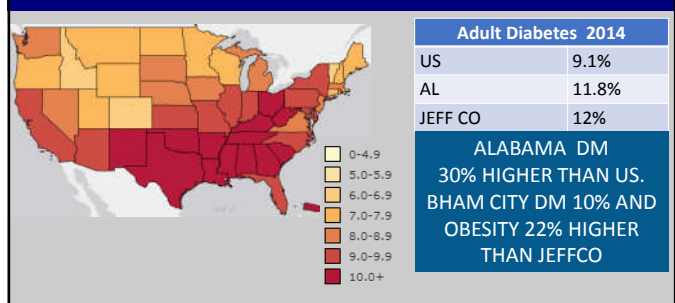 Adult Diabetes 2014
US 9.1%
AL 11.8%
JEFF CO 12%
ALABAMA DM
30% HIGHER THAN US.
BHAM CITY DM 10% AND
OBESITY 22% HIGHER
THAN JEFFCO
0-4.9
5.0-5.9
6.0-6.9
7.0-7.9
8.0-8.9
9.0-9.9
10.0+